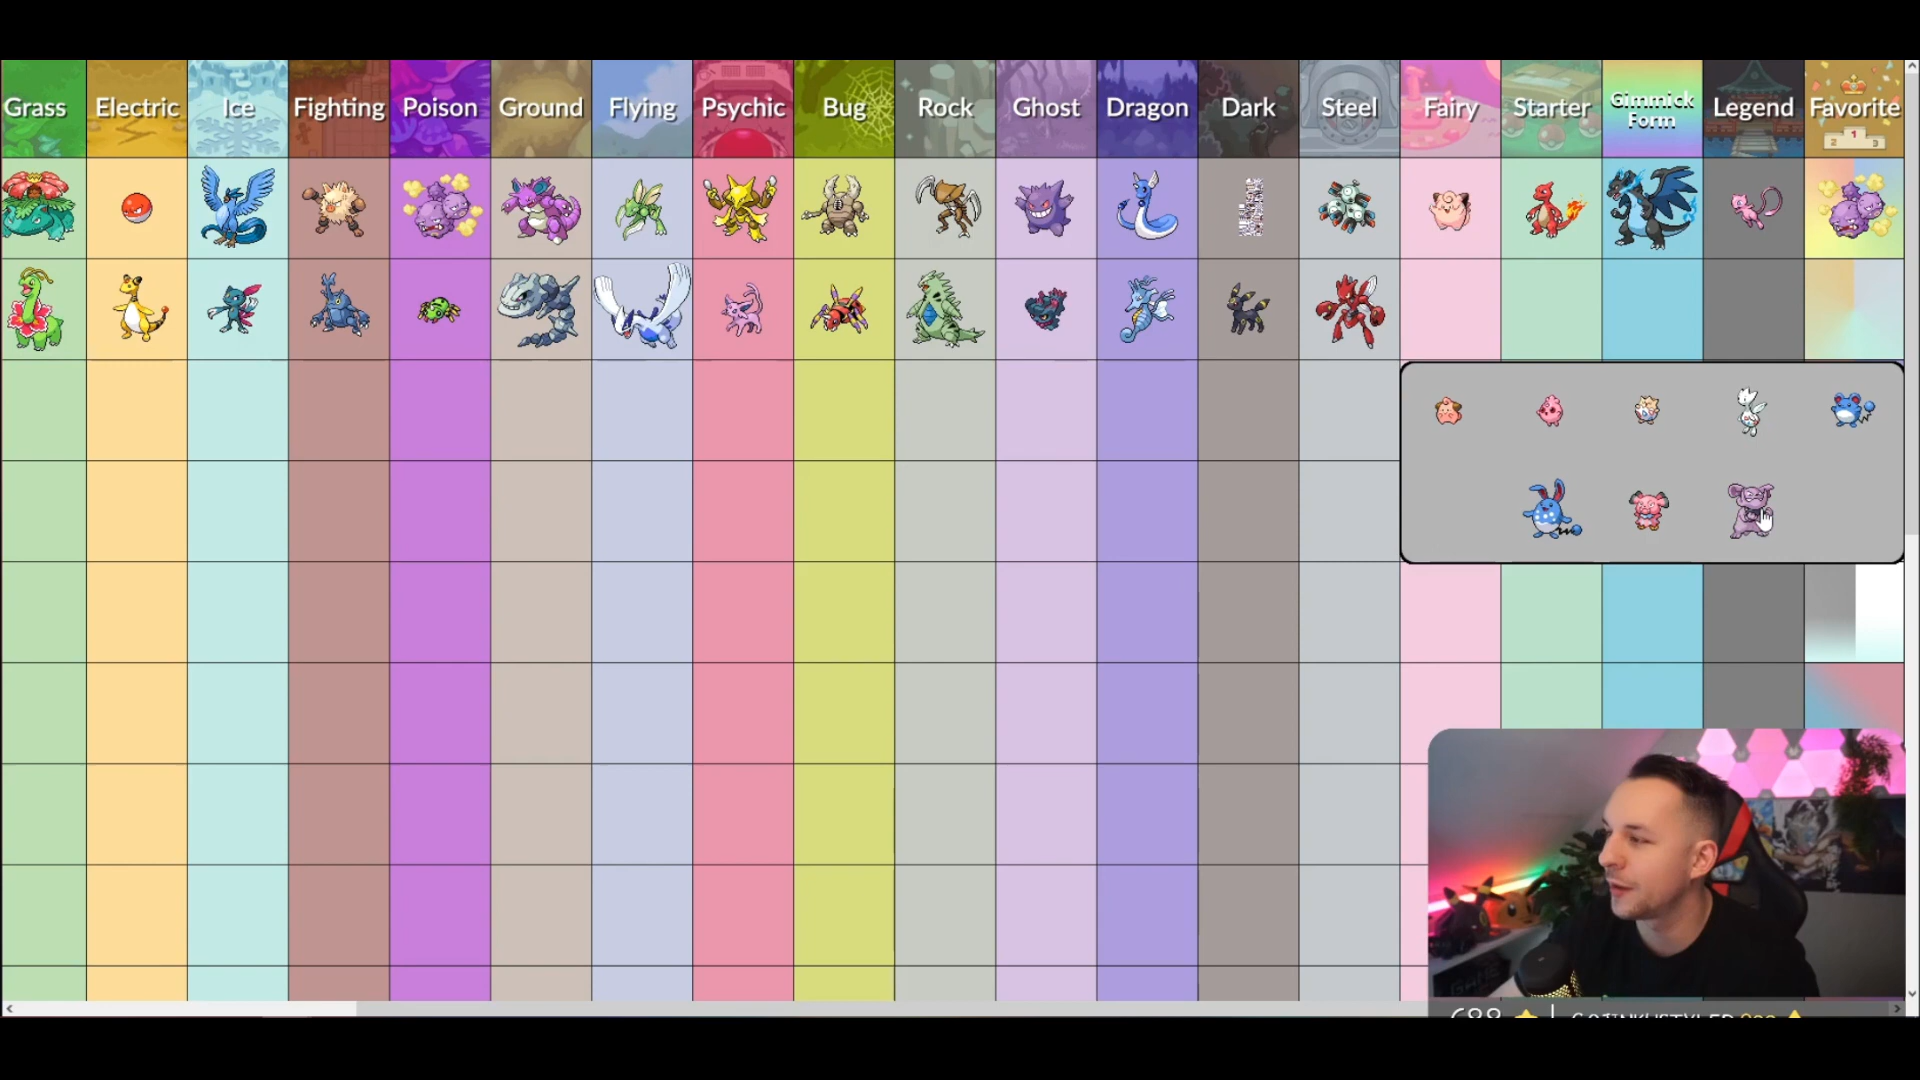 Grass Electric Ice Fighting Poison Ground Flying Psychic Bug Rock Ghost Dragon Dark Steel Fairy Starter Gimmick Form Legend Favorite